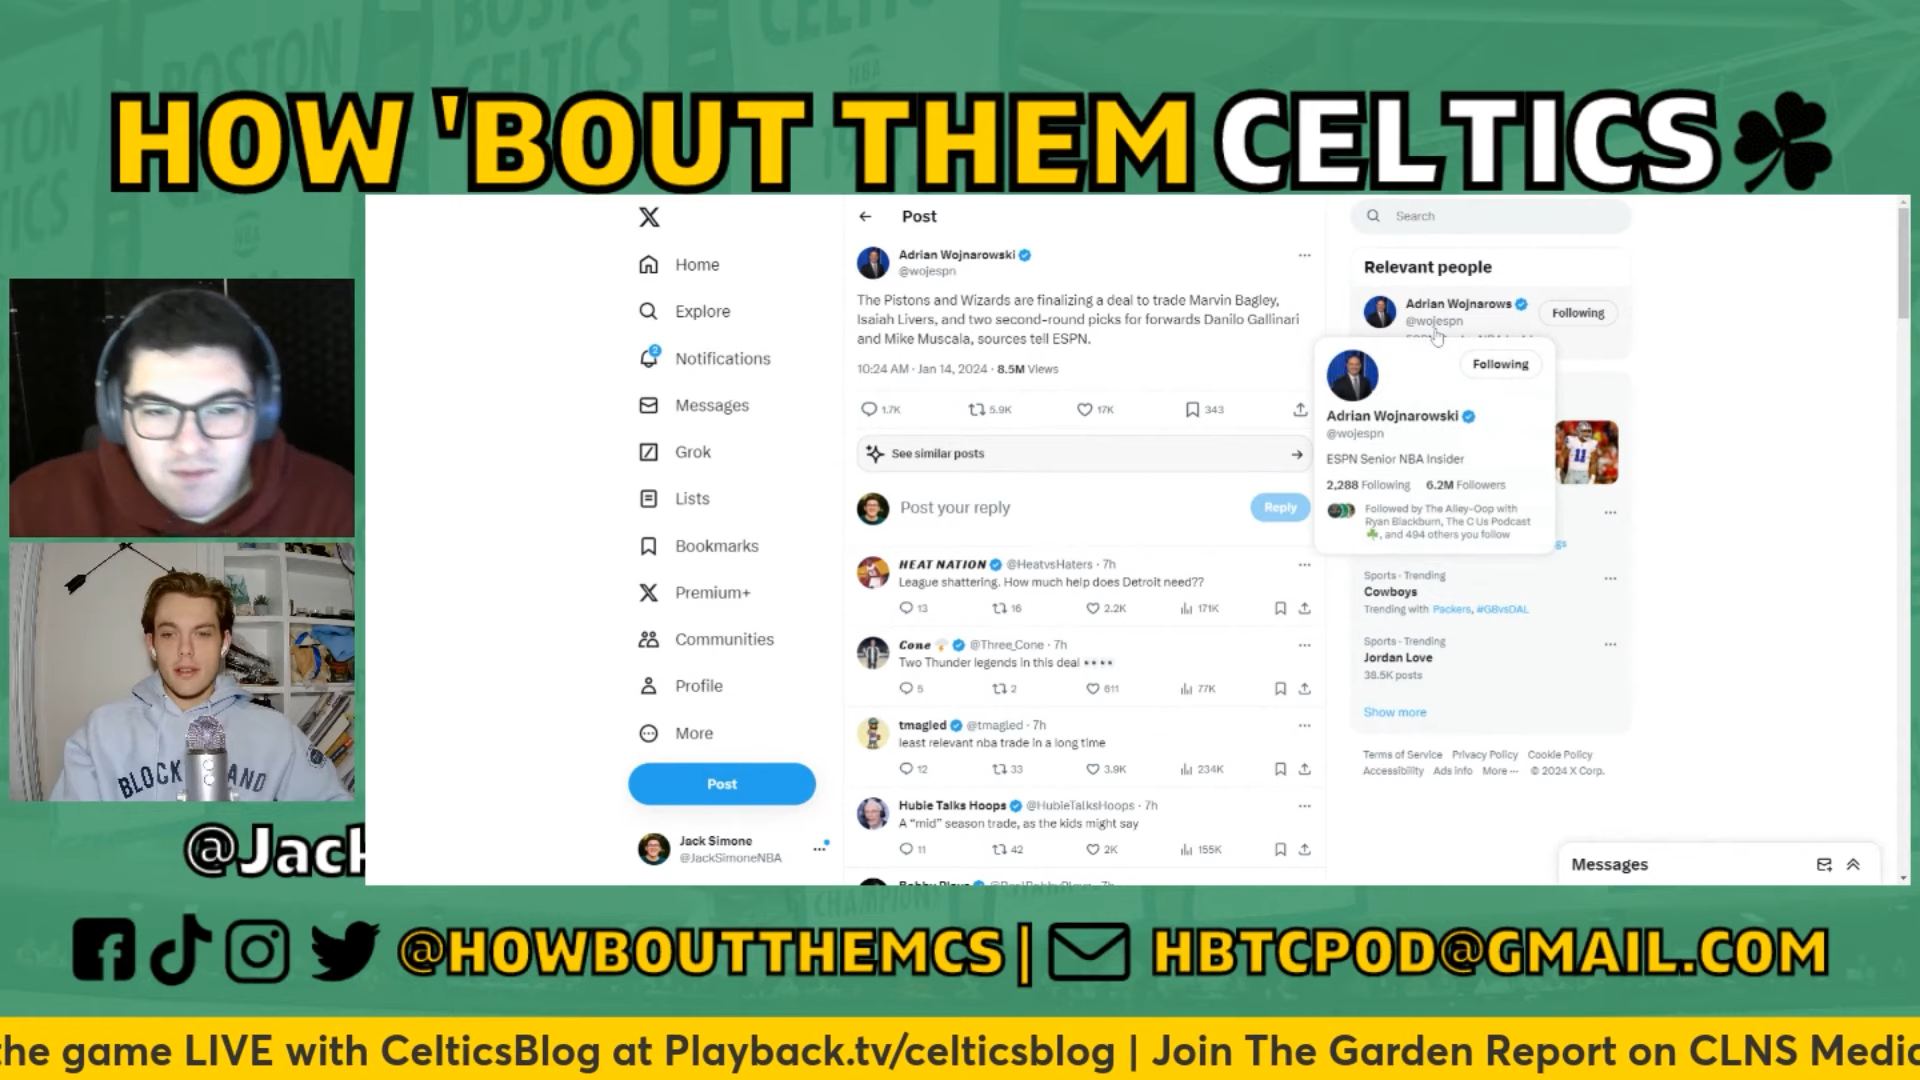 HOW 'BOUT THEM CELTICS
Post
Search
Home
Explore
2
Notifications
Messages
Grok
Lists
Bookmarks
Premium+
Communities
Profile
More
Post
Jack Simone
@JackSimoneNBA
Adrian Wojnarowski
@wojespn
The Pistons and Wizards are finalizing a deal to trade Marvin Bagley,
Isaiah Livers, and two second-round picks for forwards Danilo Gallinari
and Mike Muscala, sources tell ESPN.
10:24 AM · Jan 14, 2024 · 8.5M Views
1.7K 5.9K 17K 343
See similar posts
Post your reply
Reply
HEAT NATION @HeatvsHaters · 7h
League shattering. How much help does Detroit need??
13 16 2.2K 171K
Cone @Three_Cone · 7h
Two Thunder legends in this deal
5 2 611 77K
tmagled @tmagled · 7h
least relevant nba trade in a long time
12 33 3.9K 234K
Hubie Talks Hoops @HubieTalksHoops · 7h
A “mid” season trade, as the kids might say
11 42 2K 155K
Relevant people
Adrian Wojnarows
@wojespn
Following
Following
Adrian Wojnarowski
@wojespn
ESPN Senior NBA Insider
2,288 Following 6.2M Followers
Followed by The Alley-Oop with
Ryan Blackburn, The C Us Podcast
☘️, and 494 others you follow
Sports · Trending
Cowboys
Trending with Packers, #GBvsDAL
Sports · Trending
Jordan Love
38.5K posts
Show more
Terms of Service Privacy Policy Cookie Policy
Accessibility Ads info More ··· © 2024 X Corp.
Messages
BLOCK AND
@Jack
@HOWBOUTTHEMCS | HBTCPOD@GMAIL.COM
the game LIVE with CelticsBlog at Playback.tv/celticsblog | Join The Garden Report on CLNS Media